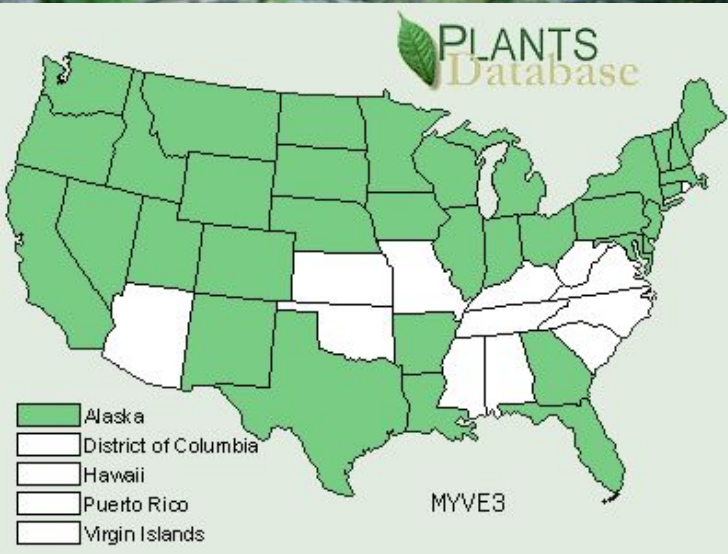 PLANTS
Database
Alaska
District of Columbia
Hawaii
Puerto Rico
Virgin Islands
MYVE3